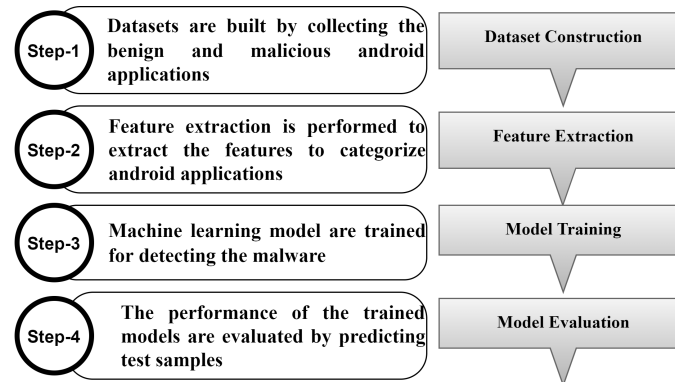 Step-1
Datasets are built by collecting the
benign and malicious android
applications
Dataset Construction
Step-2
Feature extraction is performed to
extract the features to categorize
android applications
Feature Extraction
Step-3
Machine learning model are trained
for detecting the malware
Model Training
Step-4
The performance of the trained
models are evaluated by predicting
test samples
Model Evaluation